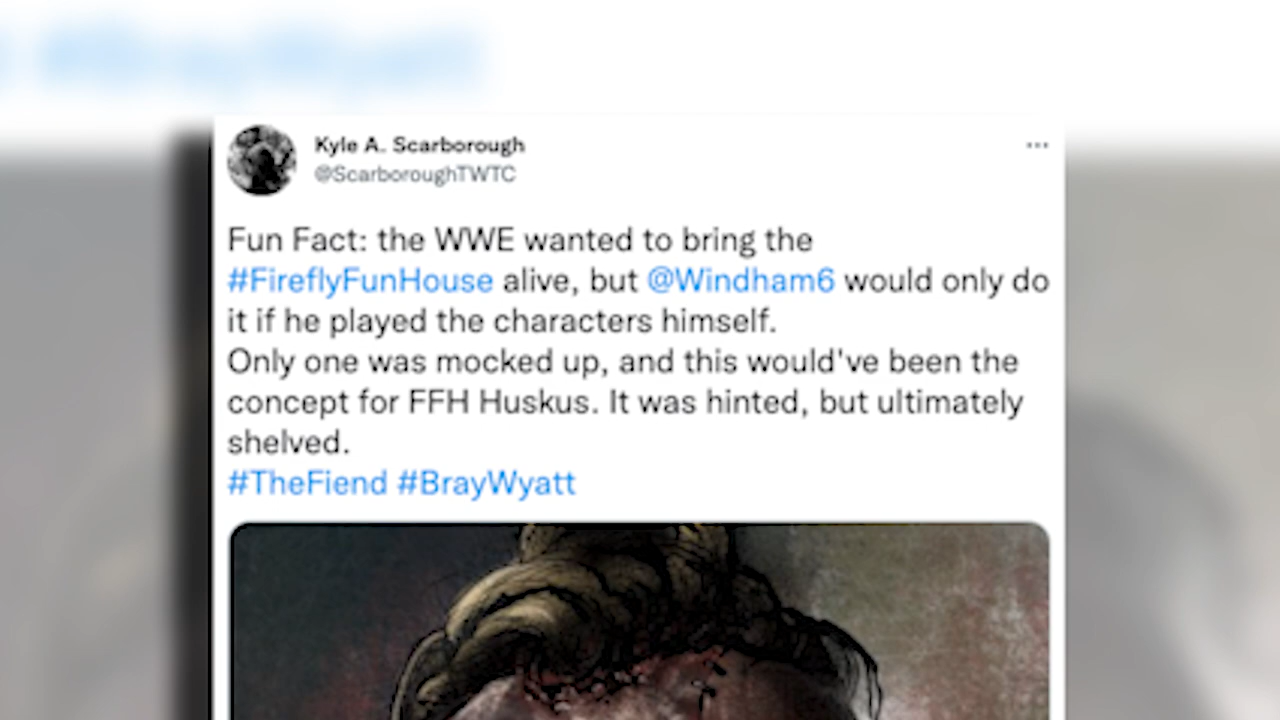 Kyle A. Scarborough
@ScarboroughTWTC
Fun Fact: the WWE wanted to bring the
#FireflyFunHouse alive, but @Windham6 would only do
it if he played the characters himself.
Only one was mocked up, and this would've been the
concept for FFH Huskus. It was hinted, but ultimately
shelved.
#TheFiend #BrayWyatt